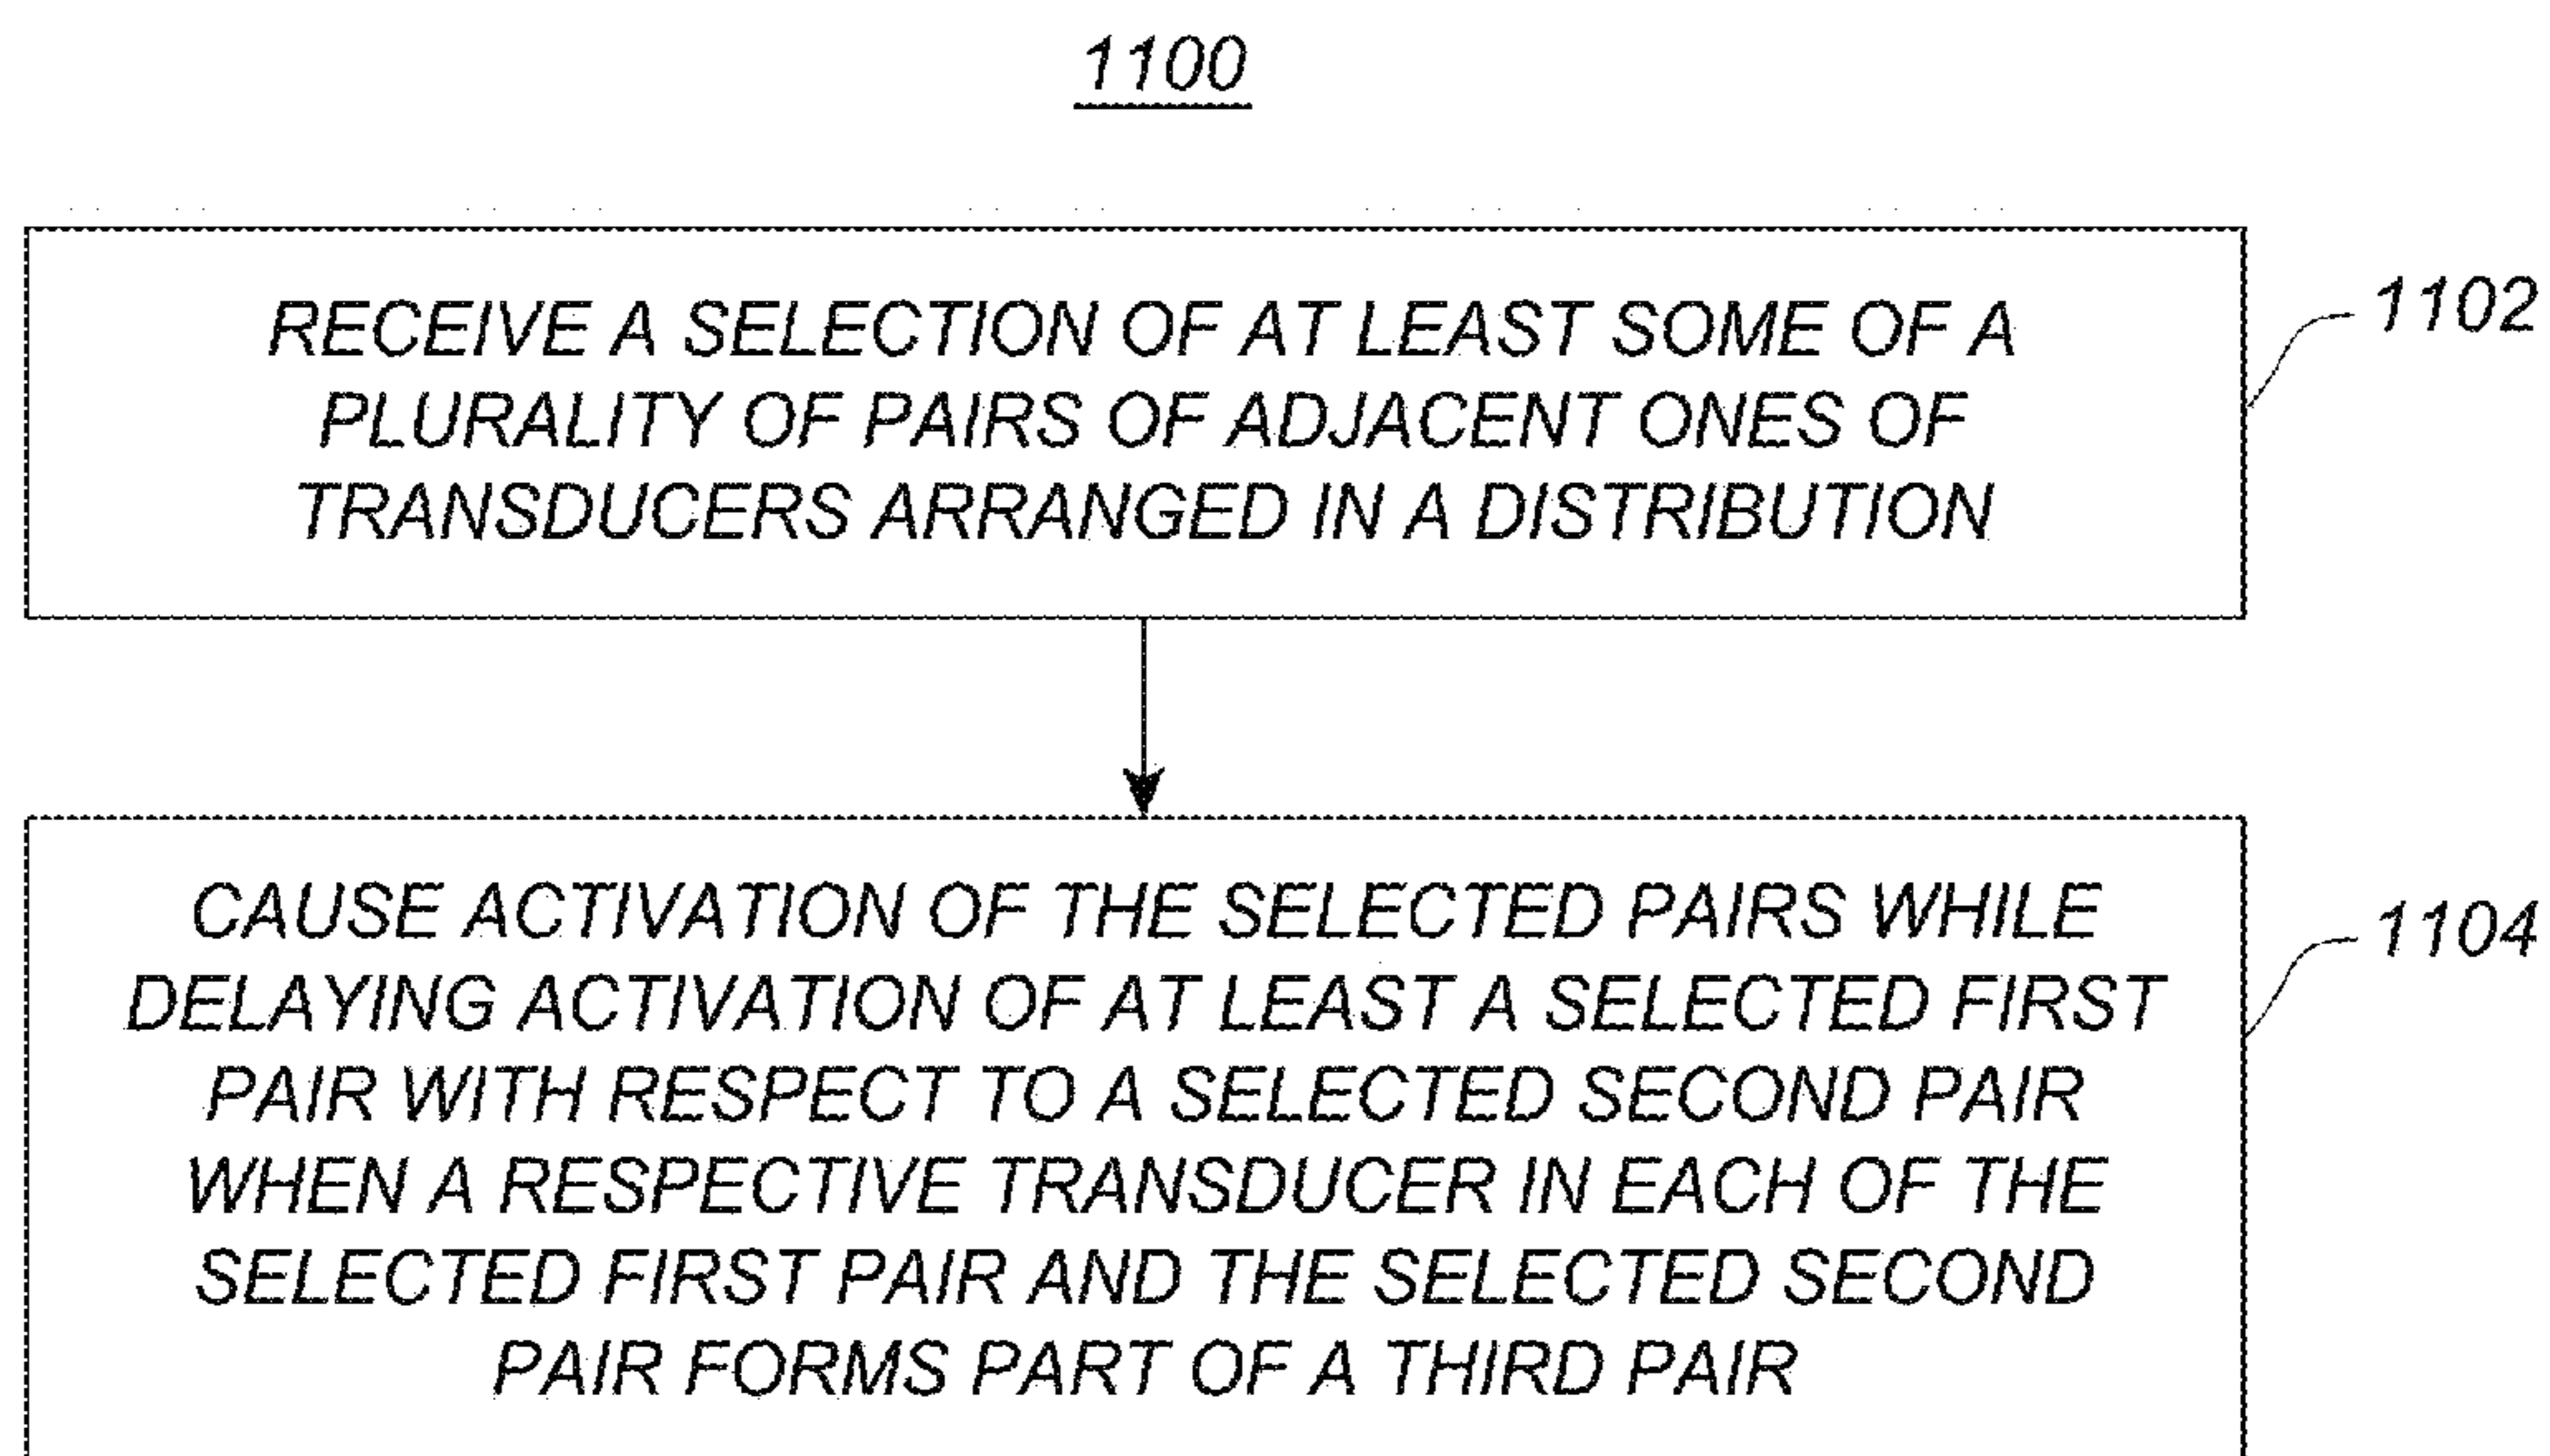 1100
RECEIVE A SELECTION OF AT LEAST SOME OF A
PLURALITY OF PAIRS OF ADJACENT ONES OF
TRANSDUCERS ARRANGED IN A DISTRIBUTION
1102
CAUSE ACTIVATION OF THE SELECTED PAIRS WHILE
DELAYING ACTIVATION OF AT LEAST A SELECTED FIRST
PAIR WITH RESPECT TO A SELECTED SECOND PAIR
WHEN A RESPECTIVE TRANSDUCER IN EACH OF THE
SELECTED FIRST PAIR AND THE SELECTED SECOND
PAIR FORMS PART OF A THIRD PAIR
1104